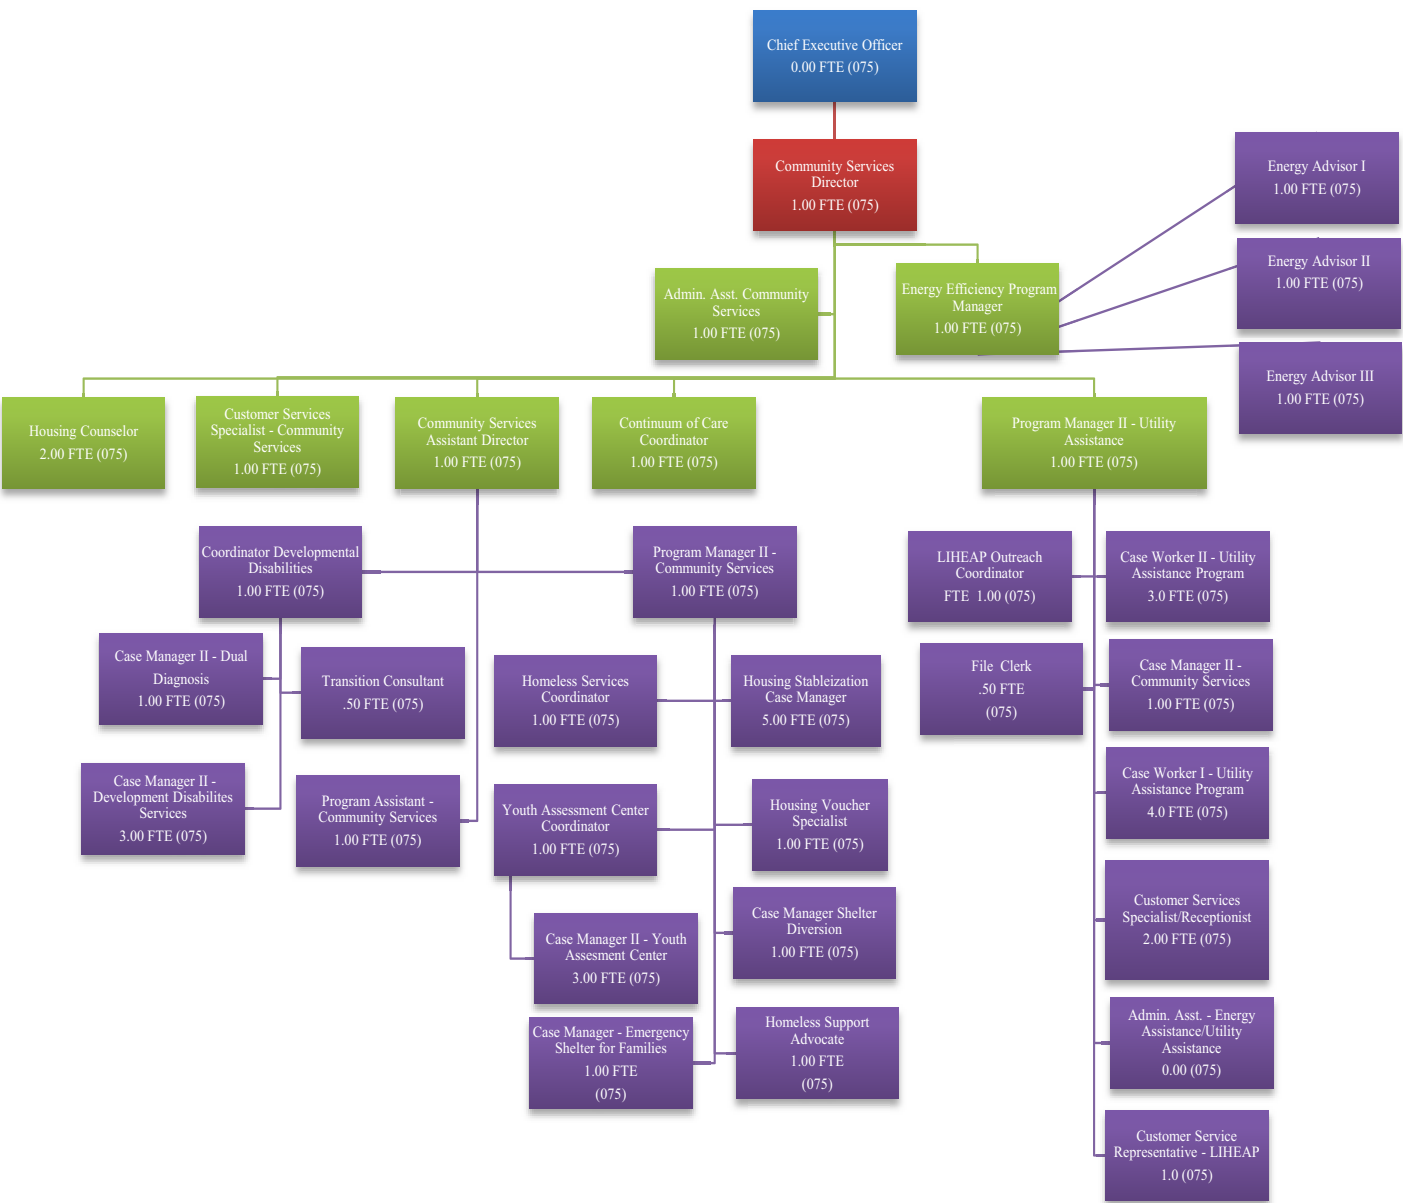 Chief Executive Officer
0.00 FTE (075)
Community Services
Director
1.00 FTE (075)
Energy Advisor I
1.00 FTE (075)
Energy Advisor II
1.00 FTE (075)
Energy Advisor III
1.00 FTE (075)
Admin. Asst. Community
Services
1.00 FTE (075)
Energy Efficiency Program
Manager
1.00 FTE (075)
Housing Counselor
2.00 FTE (075)
Customer Services
Specialist - Community
Services
1.00 FTE (075)
Community Services
Assistant Director
1.00 FTE (075)
Continuum of Care
Coordinator
1.00 FTE (075)
Program Manager II - Utility
Assistance
1.00 FTE (075)
Coordinator Developmental
Disabilities
1.00 FTE (075)
Program Manager II -
Community Services
1.00 FTE (075)
LIHEAP Outreach
Coordinator
FTE  1.00 (075)
Case Worker II - Utility
Assistance Program
3.0 FTE (075)
Case Manager II - Dual
Diagnosis
1.00 FTE (075)
Transition Consultant
.50 FTE (075)
Homeless Services
Coordinator
1.00 FTE (075)
Housing Stableization
Case Manager
5.00 FTE (075)
File  Clerk
.50 FTE
(075)
Case Manager II -
Community Services
1.00 FTE (075)
Case Manager II -
Development Disabilites
Services
3.00 FTE (075)
Program Assistant -
Community Services
1.00 FTE (075)
Youth Assessment Center
Coordinator
1.00 FTE (075)
Housing Voucher
Specialist
1.00 FTE (075)
Case Worker I - Utility
Assistance Program
4.0 FTE (075)
Case Manager II - Youth
Assesment Center
3.00 FTE (075)
Case Manager Shelter
Diversion
1.00 FTE (075)
Customer Services
Specialist/Receptionist
2.00 FTE (075)
Case Manager - Emergency
Shelter for Families
1.00 FTE
(075)
Homeless Support
Advocate
1.00 FTE
(075)
Admin. Asst. - Energy
Assistance/Utility
Assistance
0.00 (075)
Customer Service
Representative - LIHEAP
1.0 (075)